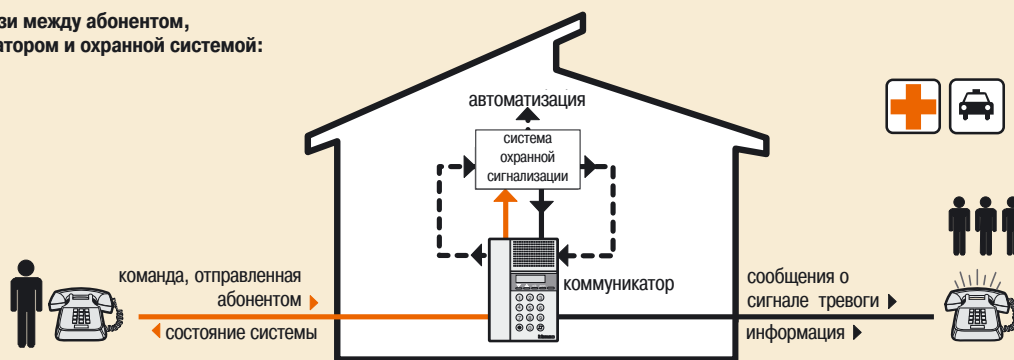 зи между абонентом,
атором и охранной системой:
автоматизация
система
охранной
сигнализации
коммуникатор
команда, отправленная
абонентом
состояние системы
сообщения о
сигнале тревоги
информация